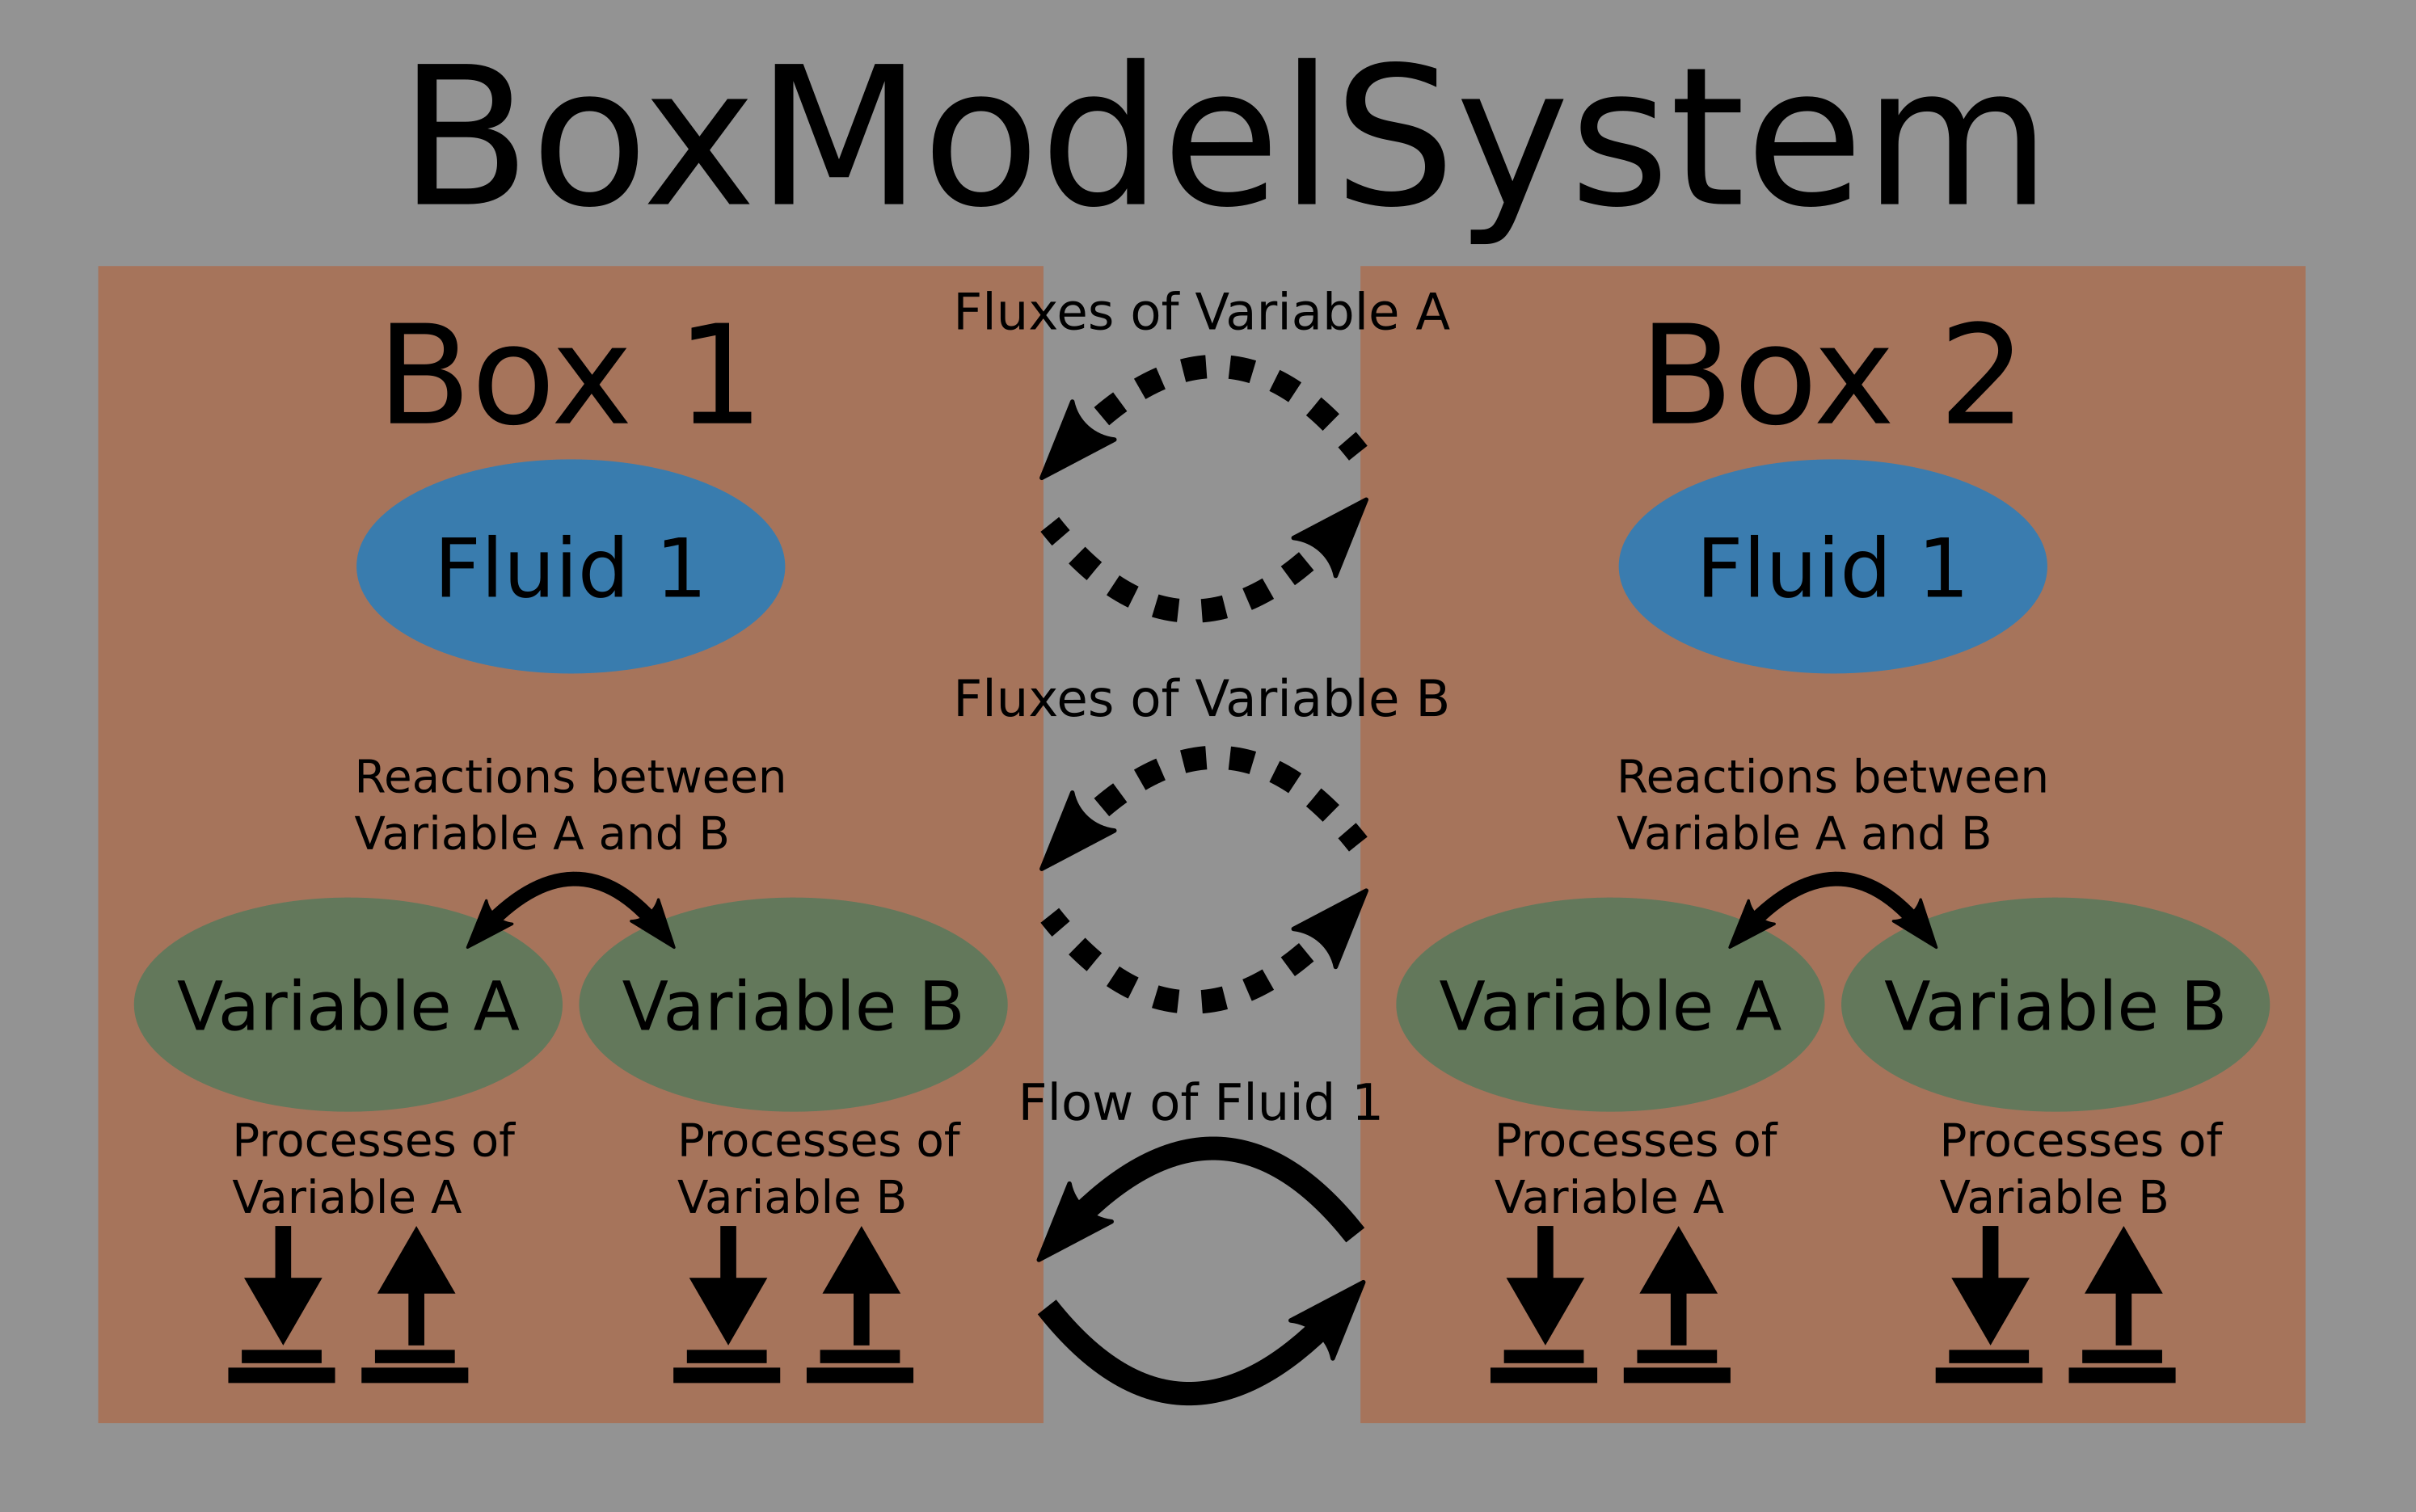 BoxModelSystem
Box 1
Fluid 1
Reactions between
Variable A and B
Variable A
Variable B
Processes of
Variable A
Processes of
Variable B
Fluxes of Variable A
Fluxes of Variable B
Flow of Fluid 1
Box 2
Fluid 1
Reactions between
Variable A and B
Variable A
Variable B
Processes of
Variable A
Processes of
Variable B